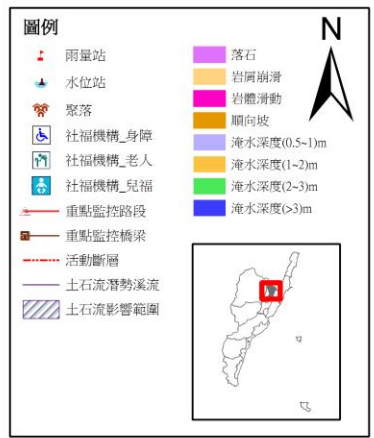 圖例
N
雨量站
水位站
聚落
社福機構_身障
社福機構_老人
社福機構_兒福
重點監控路段
重點監控橋梁
活動斷層
土石流潛勢溪流
土石流影響範圍
落石
岩屑崩滑
岩體滑動
順向坡
淹水深度(0.5~1)m
淹水深度(1~2)m
淹水深度(2~3)m
淹水深度(>3)m